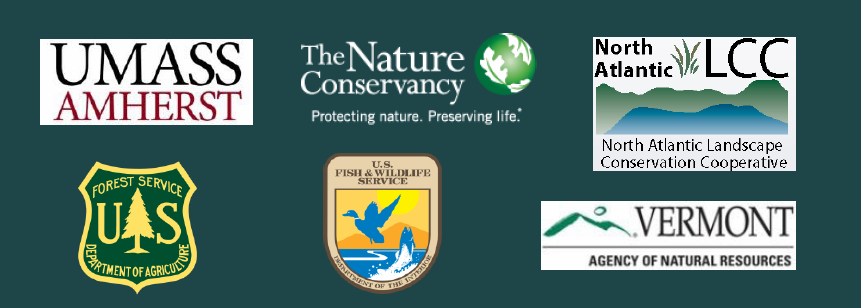 UMASS
AMHERST
The Nature
Conservancy
Protecting nature. Preserving life.®
North
Atlantic LCC
North Atlantic Landscape
Conservation Cooperative
FOREST SERVICE
U S
DEPARTMENT OF AGRICULTURE
U.S.
FISH & WILDLIFE
SERVICE
DEPARTMENT OF THE INTERIOR
VERMONT
AGENCY OF NATURAL RESOURCES